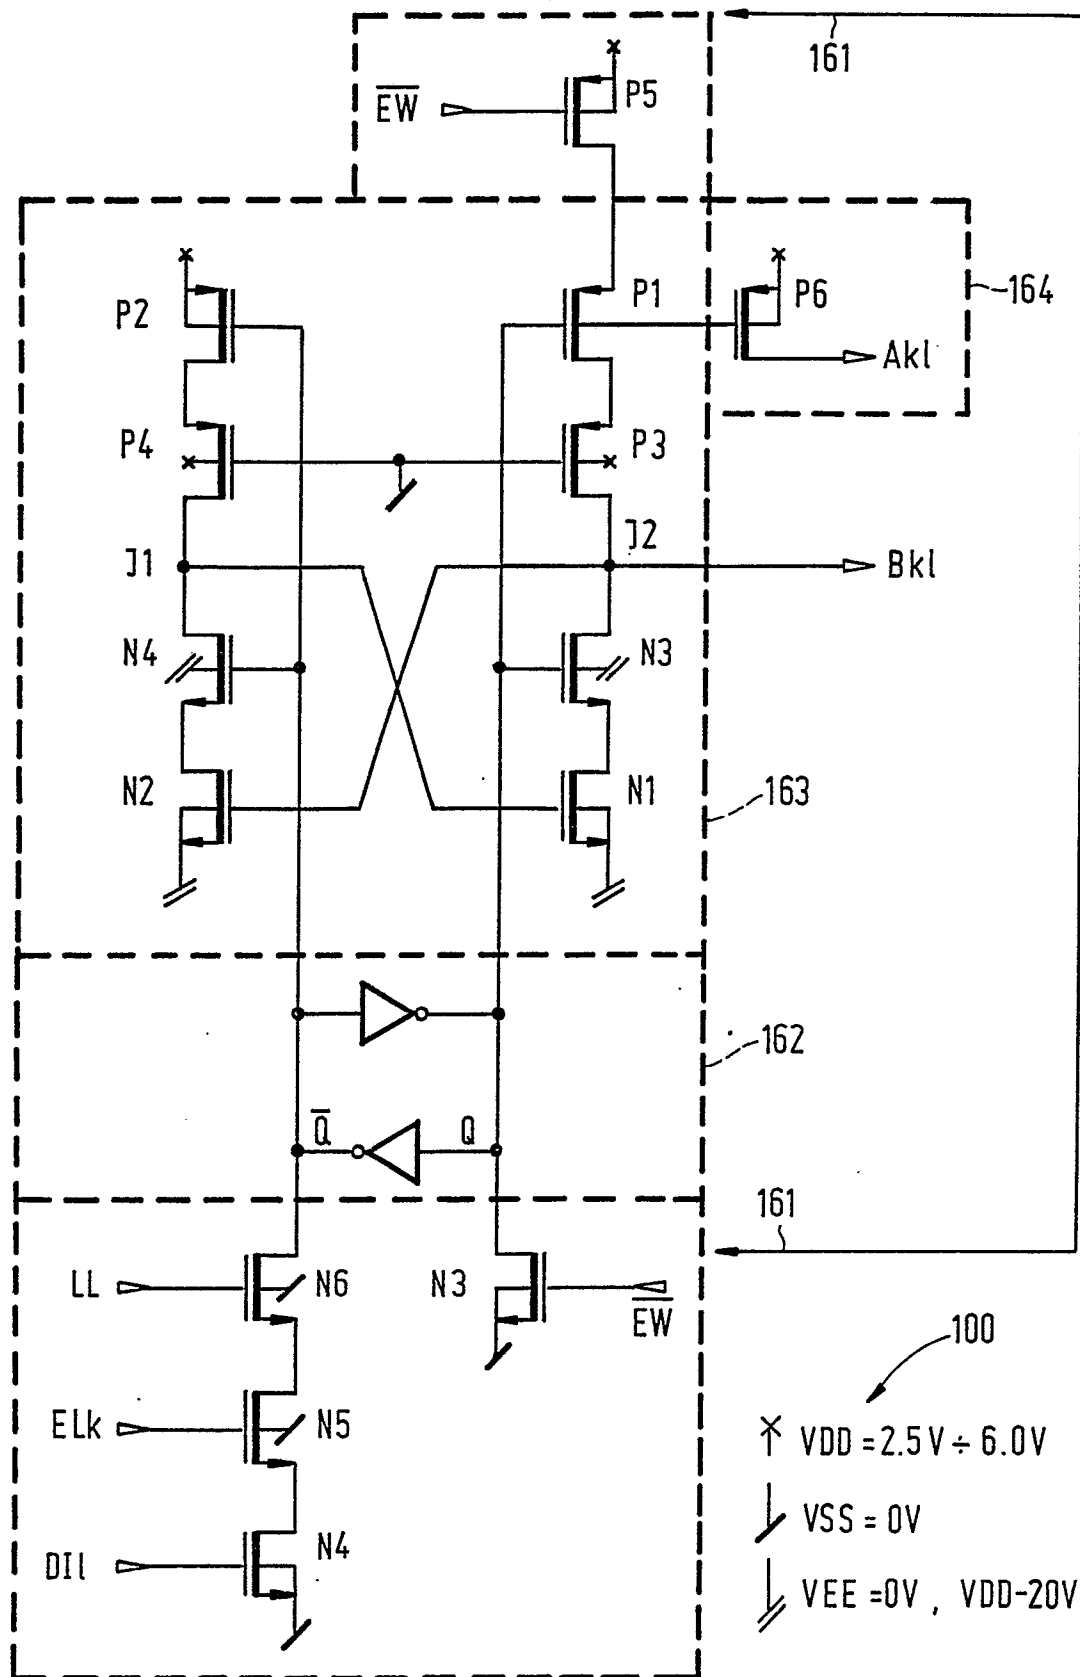 161
E̅W̅
P5
P2
P1
P6
164
Akl
P4
P3
J1
J2
Bkl
N4
N3
N2
N1
163
162
Q̅
Q
161
LL
N6
N3
E̅W̅
100
ELk
N5
VDD = 2.5V ÷ 6.0V
VSS = 0V
DIl
N4
VEE = 0V , VDD-20V